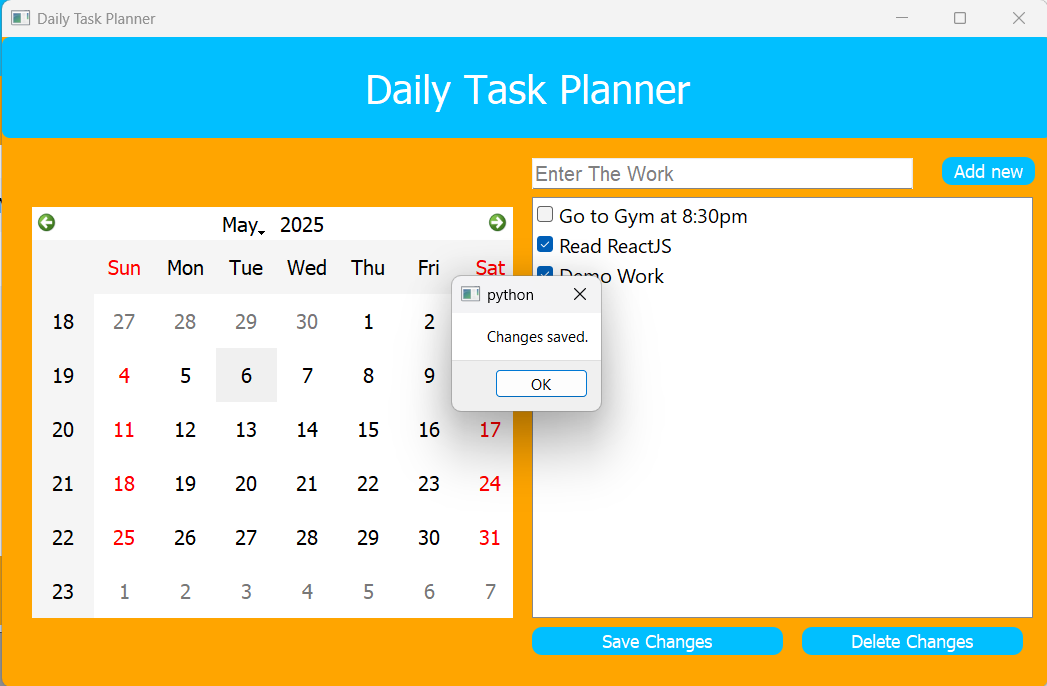 Daily Task Planner
Daily Task Planner
Enter The Work
Add new
May 2025
Sun Mon Tue Wed Thu Fri Sat
18 27 28 29 30 1 2
19 4 5 6 7 8 9
20 11 12 13 14 15 16 17
21 18 19 20 21 22 23 24
22 25 26 27 28 29 30 31
23 1 2 3 4 5 6 7
Go to Gym at 8:30pm
Read ReactJS
Demo Work
python
Changes saved.
OK
Save Changes
Delete Changes